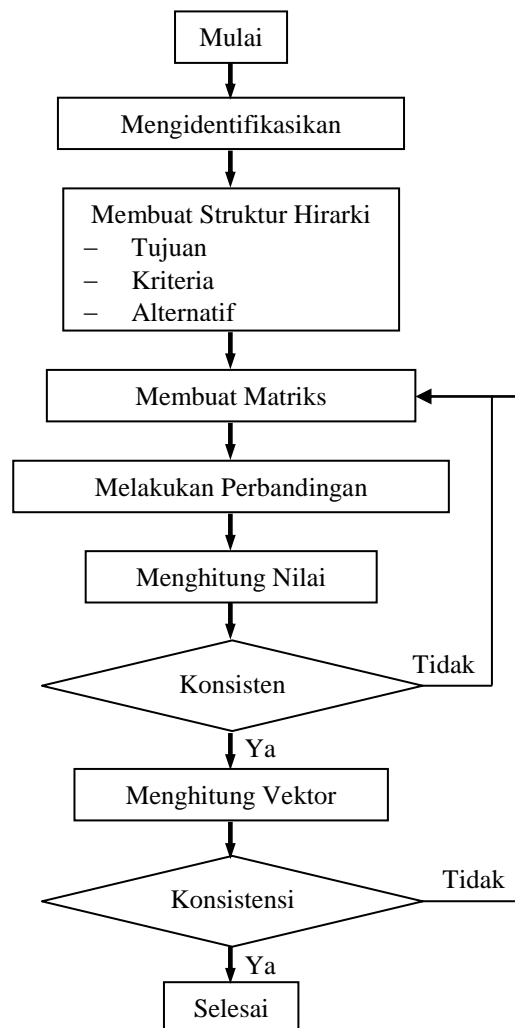 Mulai
Mengidentifikasikan
Membuat Struktur Hirarki
– Tujuan
– Kriteria
– Alternatif
Membuat Matriks
Melakukan Perbandingan
Menghitung Nilai
Konsisten
Tidak
Ya
Menghitung Vektor
Konsistensi
Tidak
Ya
Selesai